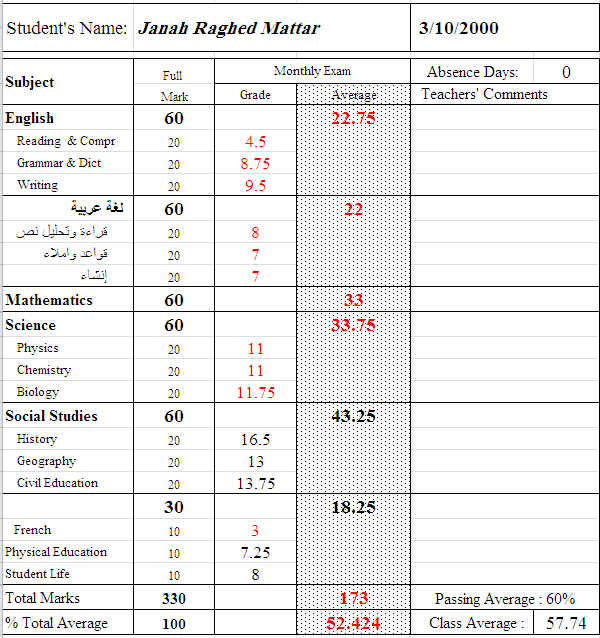 Student's Name: Janah Raghed Mattar 3/10/2000
Subject Full Mark Monthly Exam Absence Days: 0
Grade Average Teachers' Comments
English 60 22.75
Reading & Compr 20 4.5
Grammar & Dict 20 8.75
Writing 20 9.5
لغة عربية 60 22
قراءة وتحليل نص 20 8
قواعد واملاء 20 7
إنشاء 20 7
Mathematics 60 33
Science 60 33.75
Physics 20 11
Chemistry 20 11
Biology 20 11.75
Social Studies 60 43.25
History 20 16.5
Geography 20 13
Civil Education 20 13.75
30 18.25
French 10 3
Physical Education 10 7.25
Student Life 10 8
Total Marks 330 173 Passing Average : 60%
% Total Average 100 52.424 Class Average : 57.74